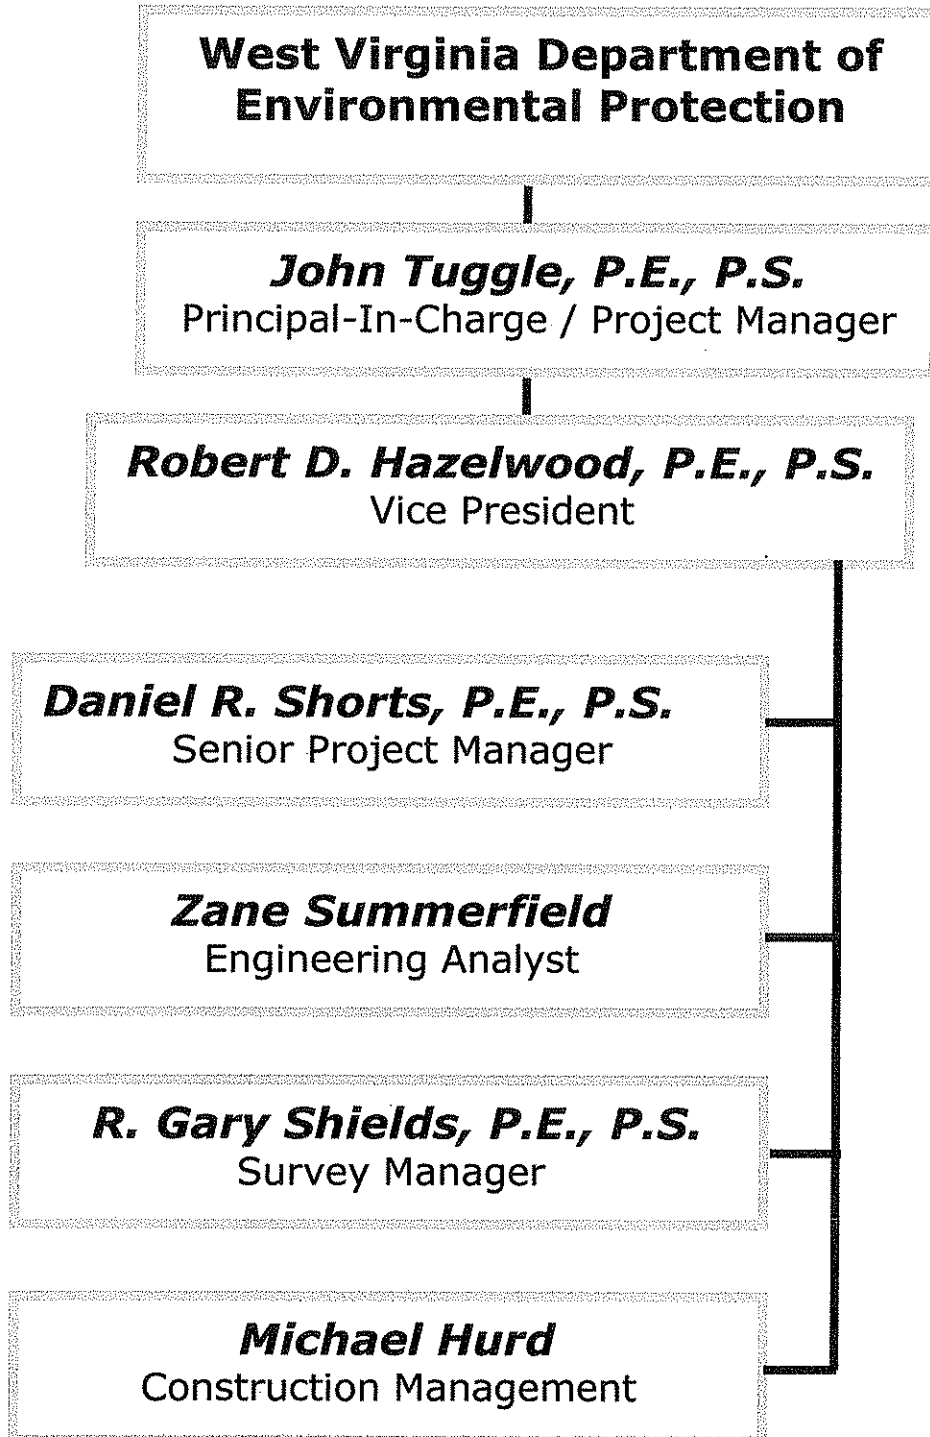 West Virginia Department of
Environmental Protection
John Tuggle, P.E., P.S.
Principal-In-Charge / Project Manager
Robert D. Hazelwood, P.E., P.S.
Vice President
Daniel R. Shorts, P.E., P.S.
Senior Project Manager
Zane Summerfield
Engineering Analyst
R. Gary Shields, P.E., P.S.
Survey Manager
Michael Hurd
Construction Management